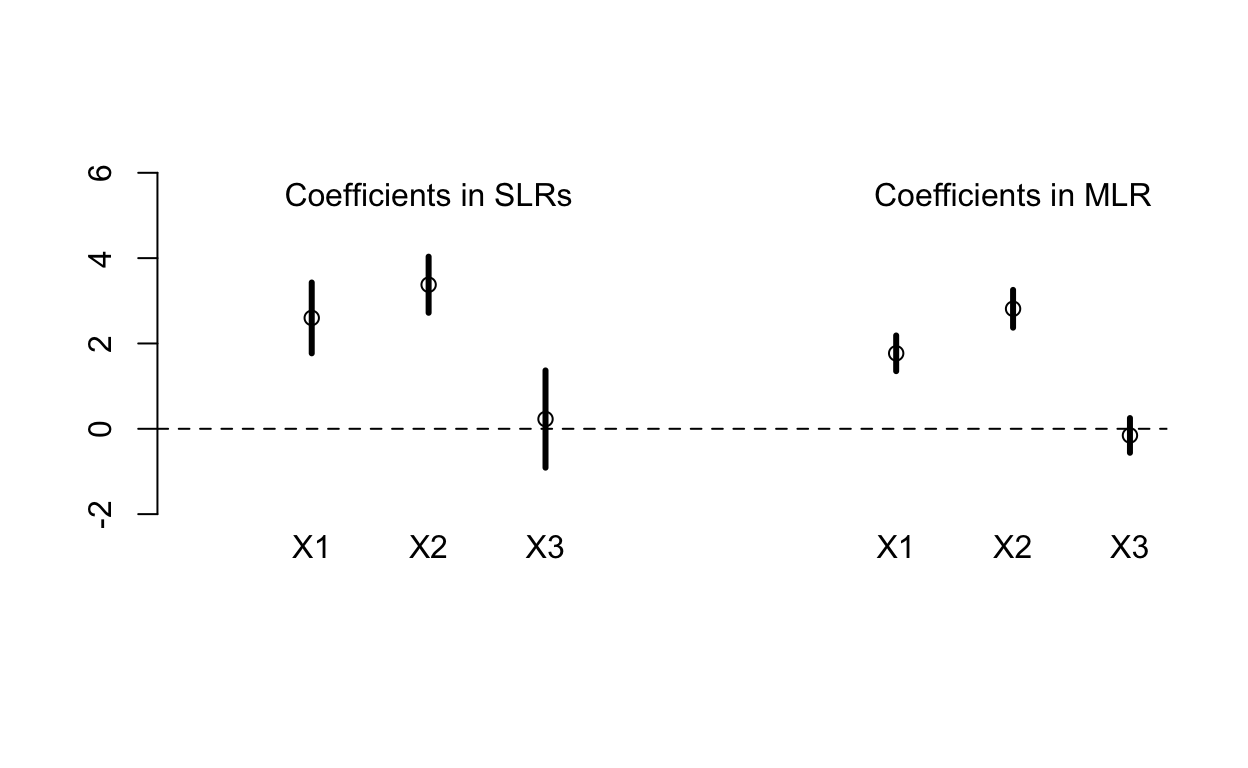 6
4
2
0
-2
Coefficients in SLRs
Coefficients in MLR
X1 X2 X3
X1 X2 X3